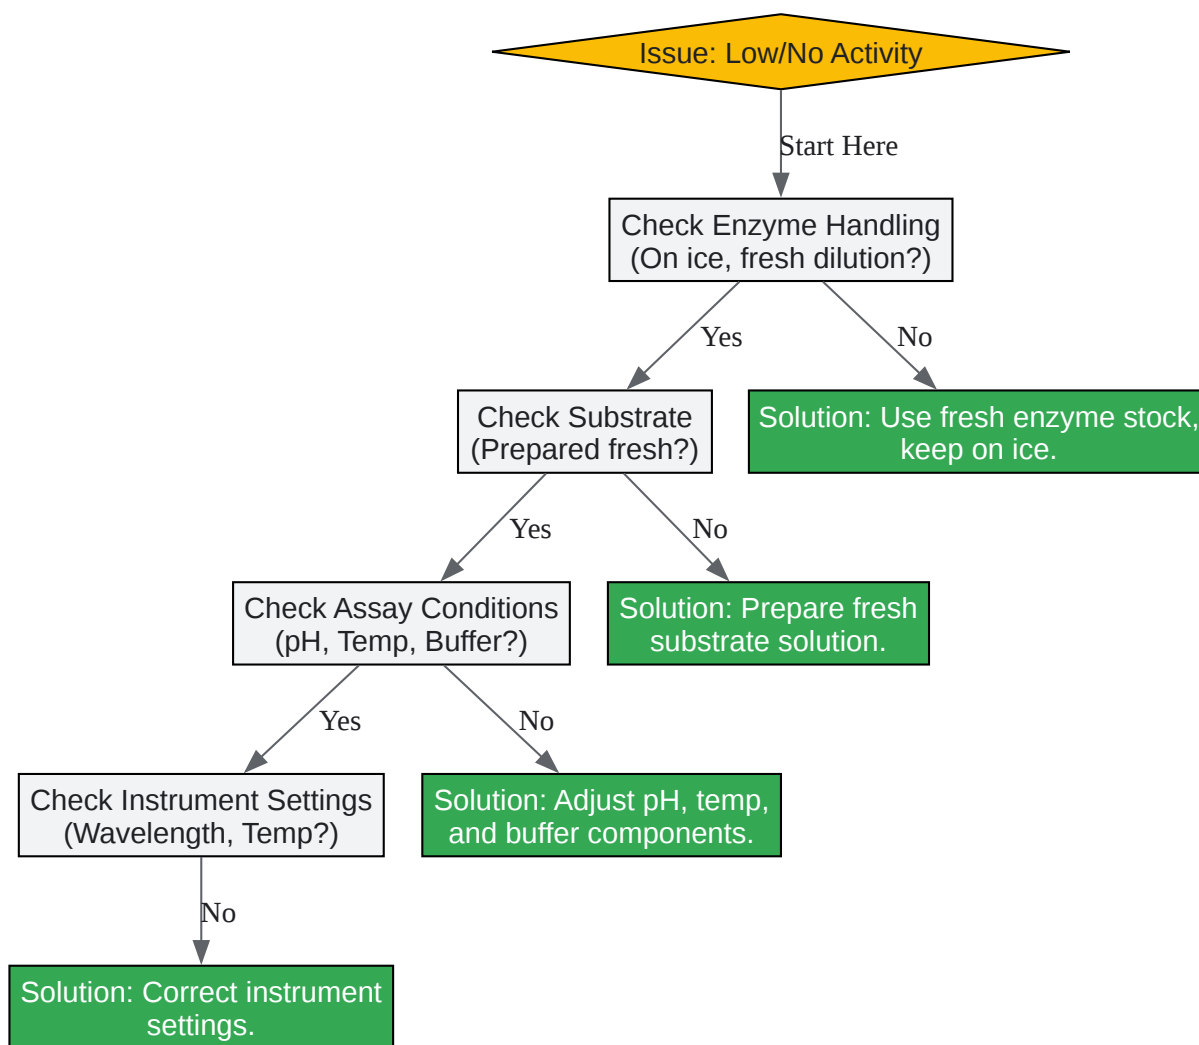 Issue: Low/No Activity
Start Here
Check Enzyme Handling
(On ice, fresh dilution?)
Yes
No
Check Substrate
(Prepared fresh?)
Solution: Use fresh enzyme stock,
keep on ice.
Yes
No
Check Assay Conditions
(pH, Temp, Buffer?)
Solution: Prepare fresh
substrate solution.
Yes
No
Check Instrument Settings
(Wavelength, Temp?)
Solution: Adjust pH, temp,
and buffer components.
No
Solution: Correct instrument
settings.